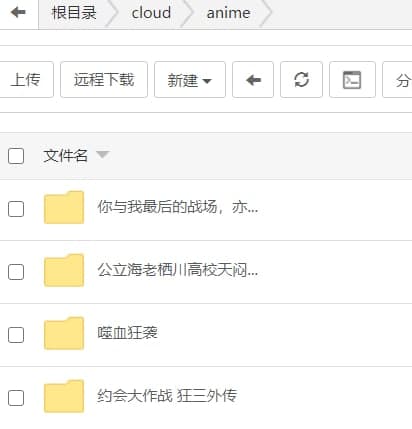 根目录 cloud anime
上传 远程下载 新建 分
文件名
你与我最后的战场，亦...
公立海老栖川高校天闷...
噬血狂袭
约会大作战 狂三外传